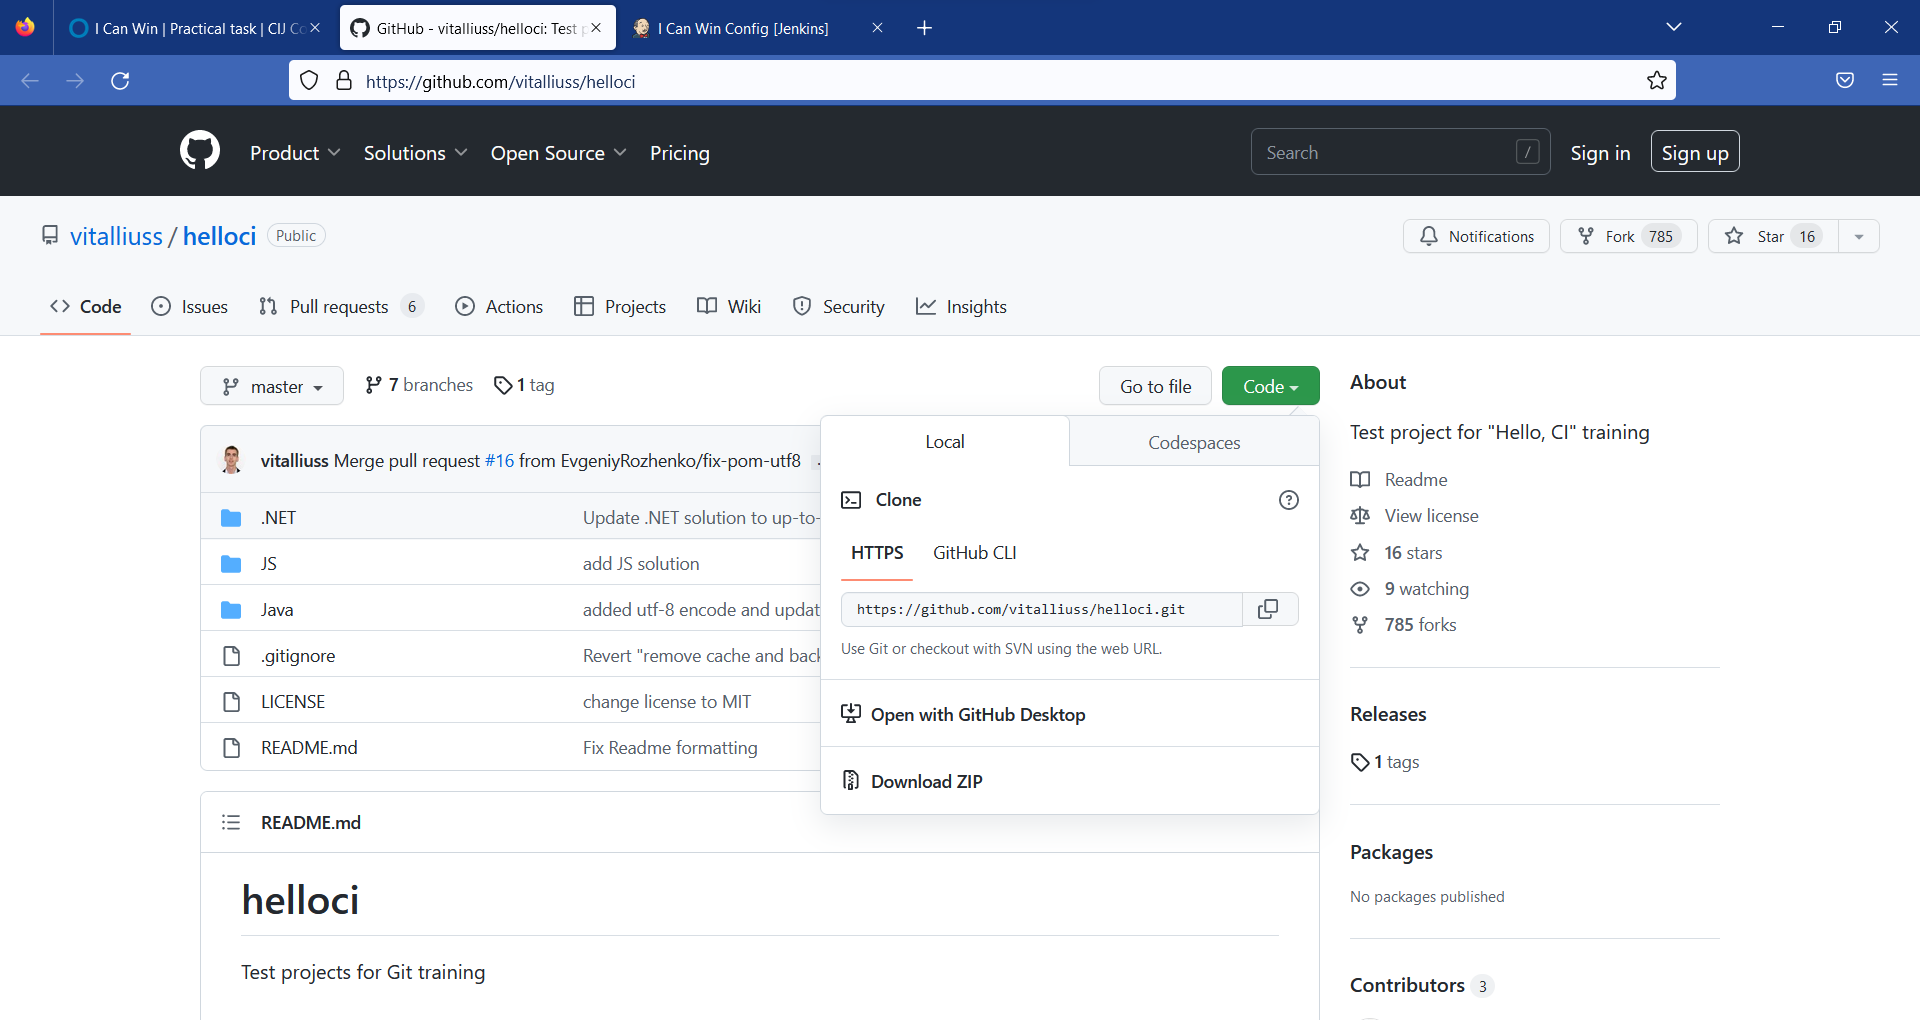 I Can Win | Practical task | CIJ Co
GitHub - vitalliuss/helloci: Test p
I Can Win Config [Jenkins]
https://github.com/vitalliuss/helloci
Product Solutions Open Source Pricing
Search /
Sign in
Sign up
vitalliuss / helloci Public
Notifications
Fork 785
Star 16
Code
Issues
Pull requests 6
Actions
Projects
Wiki
Security
Insights
master
7 branches
1 tag
Go to file
Code
vitalliuss Merge pull request #16 from EvgeniyRozhenko/fix-pom-utf8
.NET Update .NET solution to up-to-
JS add JS solution
Java added utf-8 encode and updat
.gitignore Revert "remove cache and back
LICENSE change license to MIT
README.md Fix Readme formatting
Local
Codespaces
Clone
HTTPS GitHub CLI
https://github.com/vitalliuss/helloci.git
Use Git or checkout with SVN using the web URL.
Open with GitHub Desktop
Download ZIP
README.md
helloci
Test projects for Git training
About
Test project for "Hello, CI" training
Readme
View license
16 stars
9 watching
785 forks
Releases
1 tags
Packages
No packages published
Contributors 3